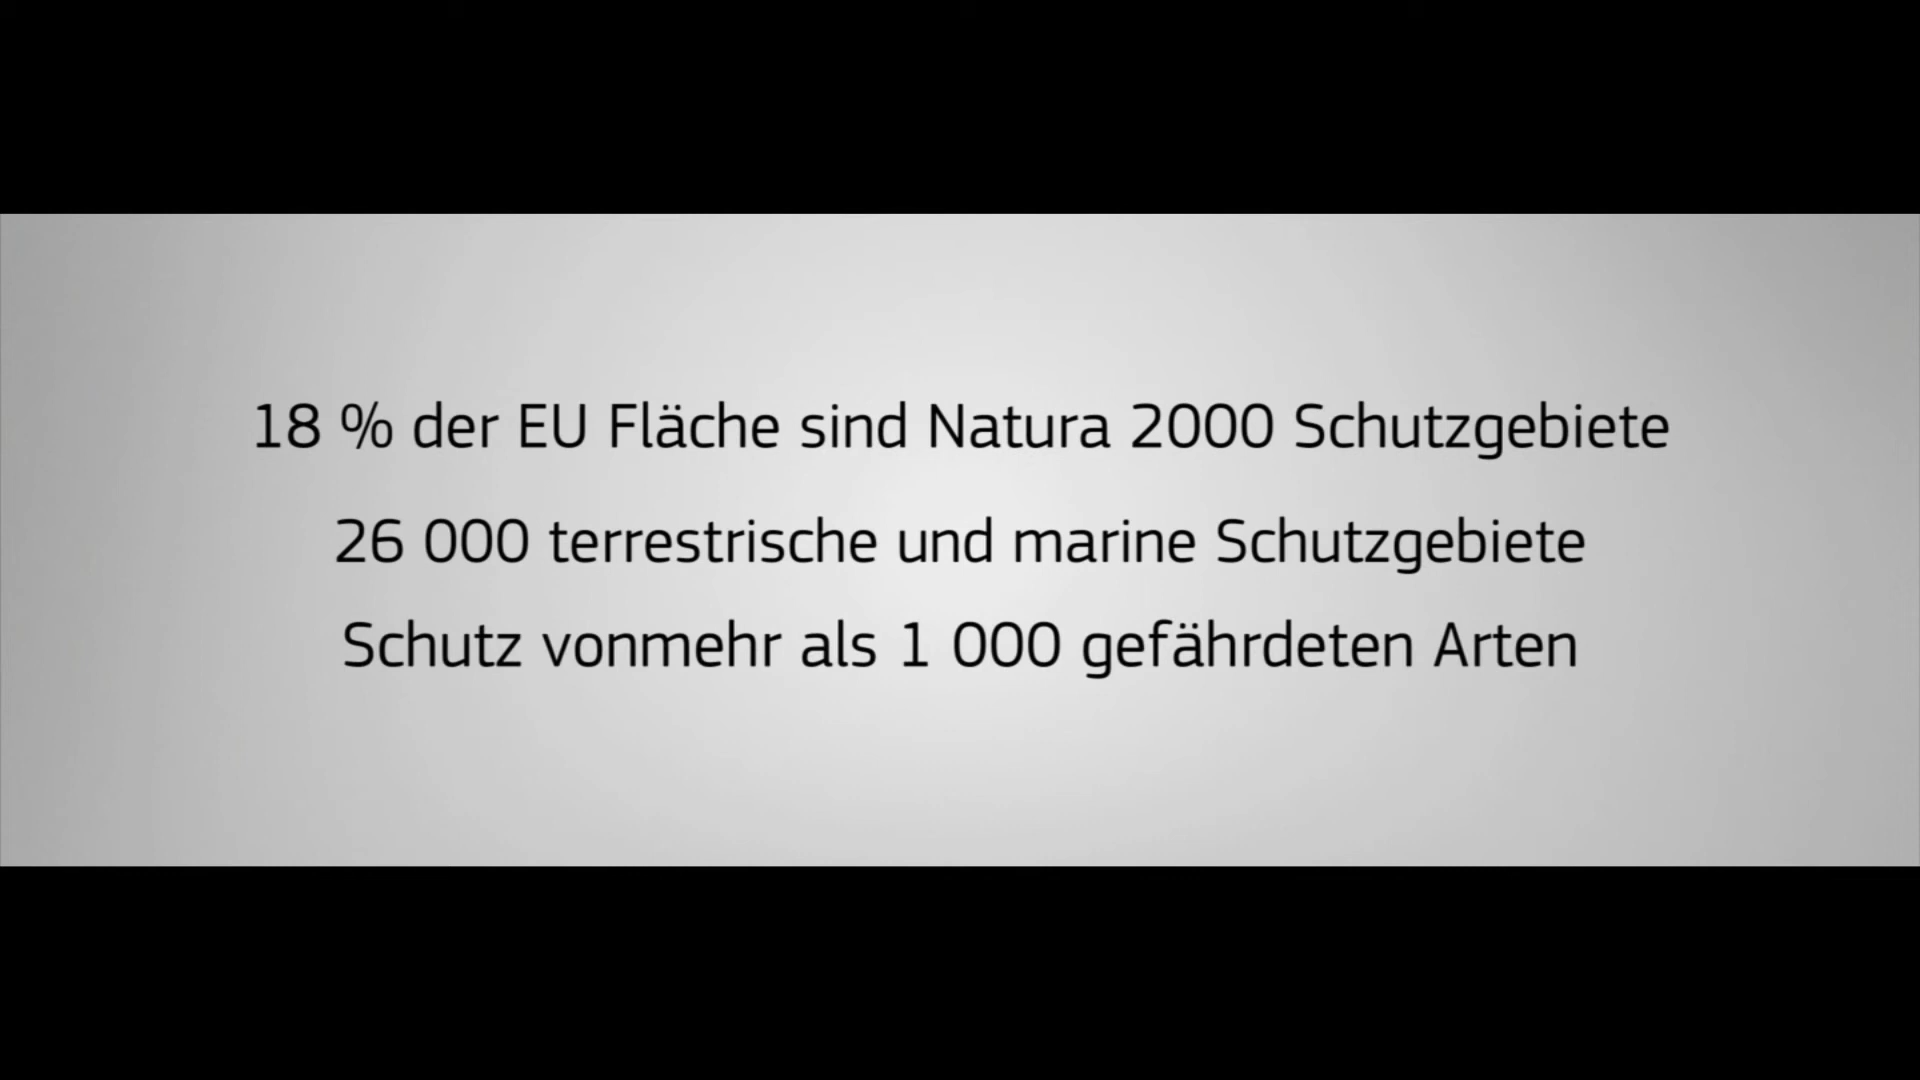 18 % der EU Fläche sind Natura 2000 Schutzgebiete
26 000 terrestrische und marine Schutzgebiete
Schutz vonmehr als 1 000 gefährdeten Arten